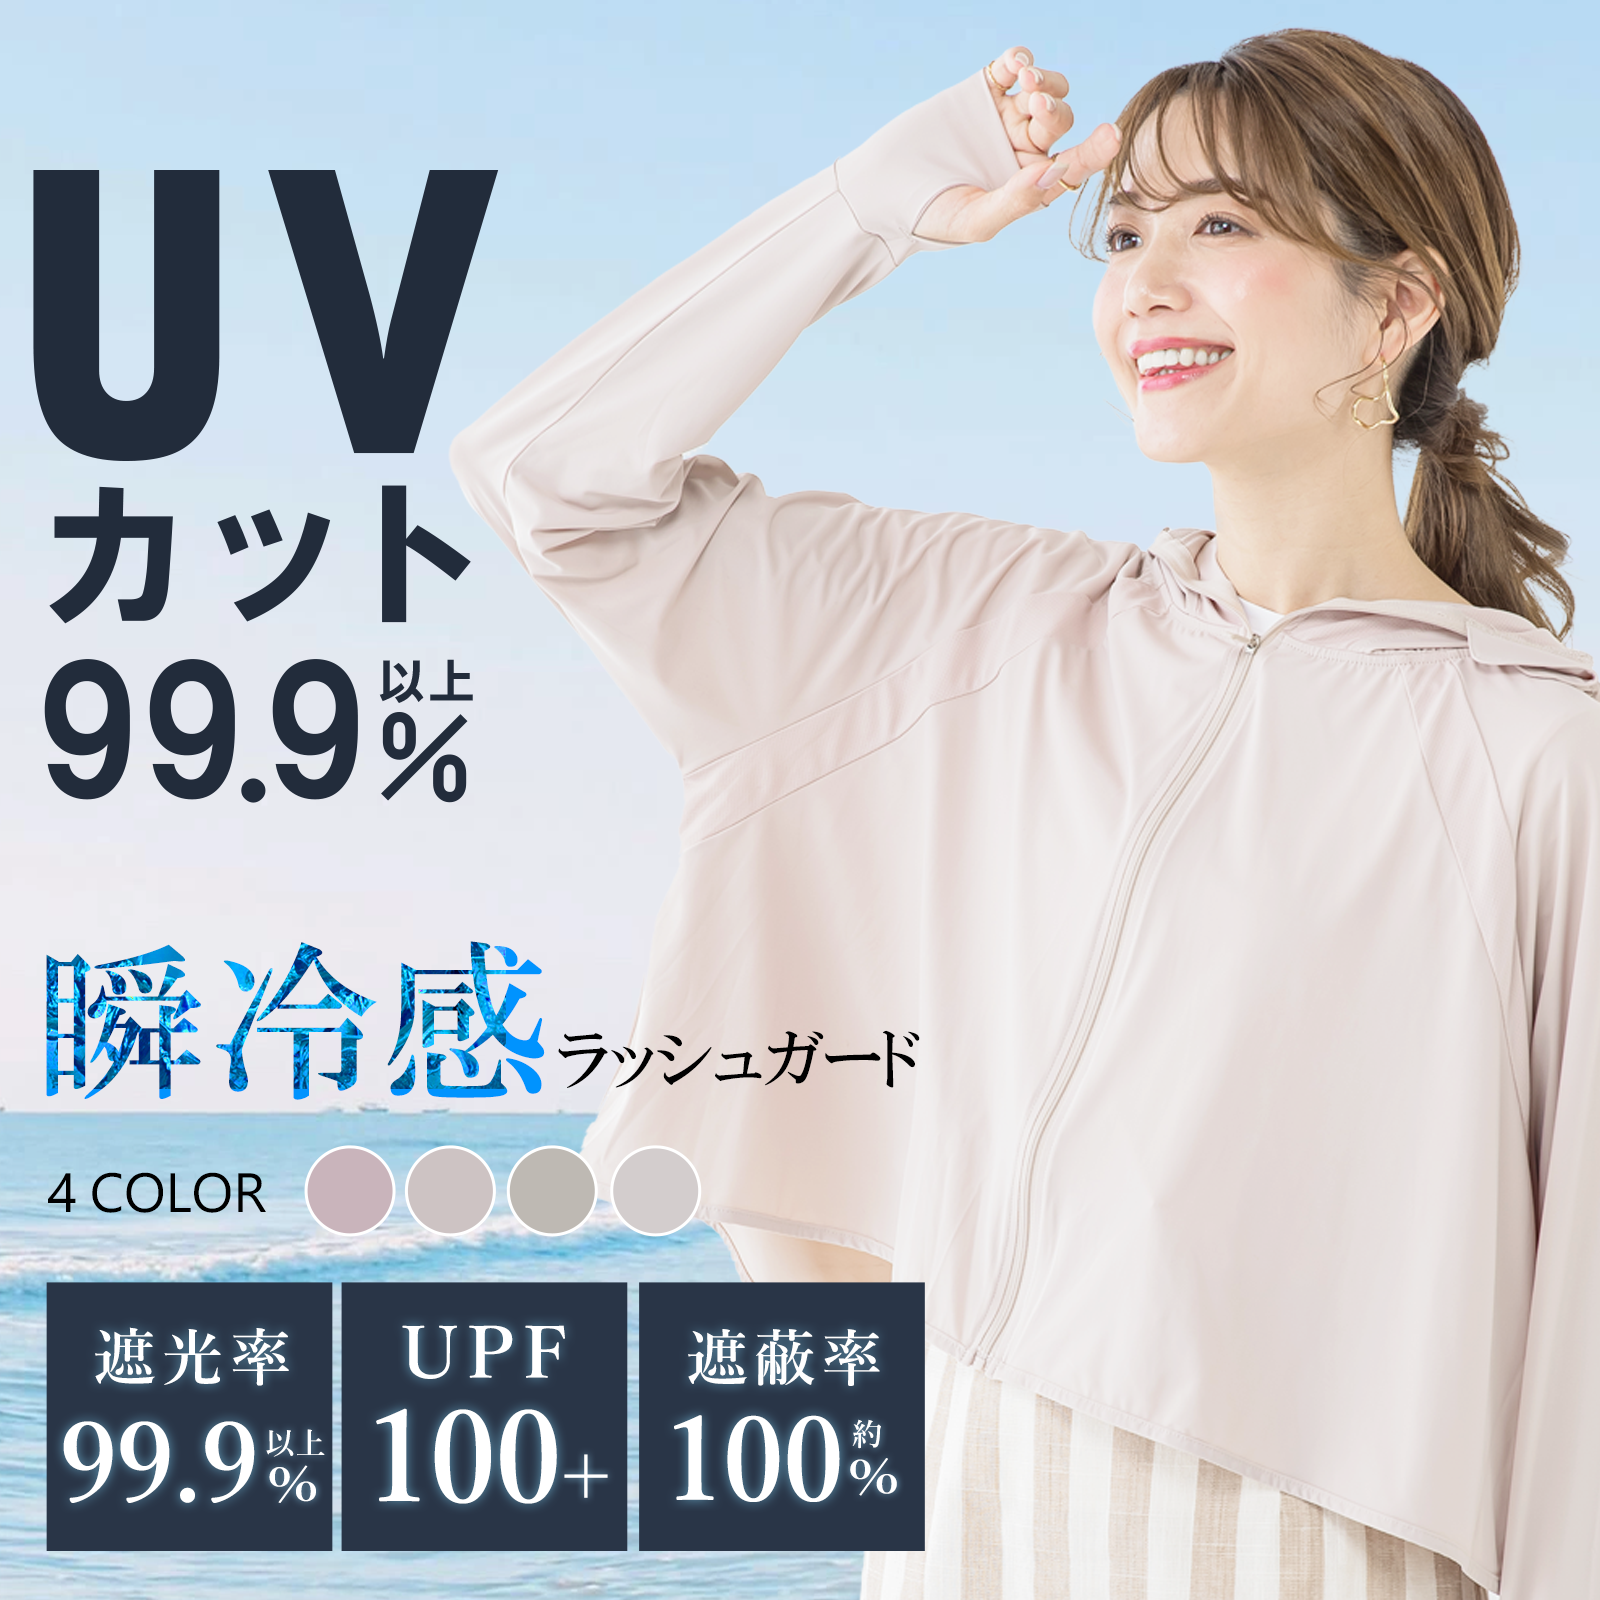 UV
カット
99.9%以上
瞬冷感ラッシュガード
4 COLOR
遮光率
99.9%以上
UPF
100+
遮蔽率
約100%